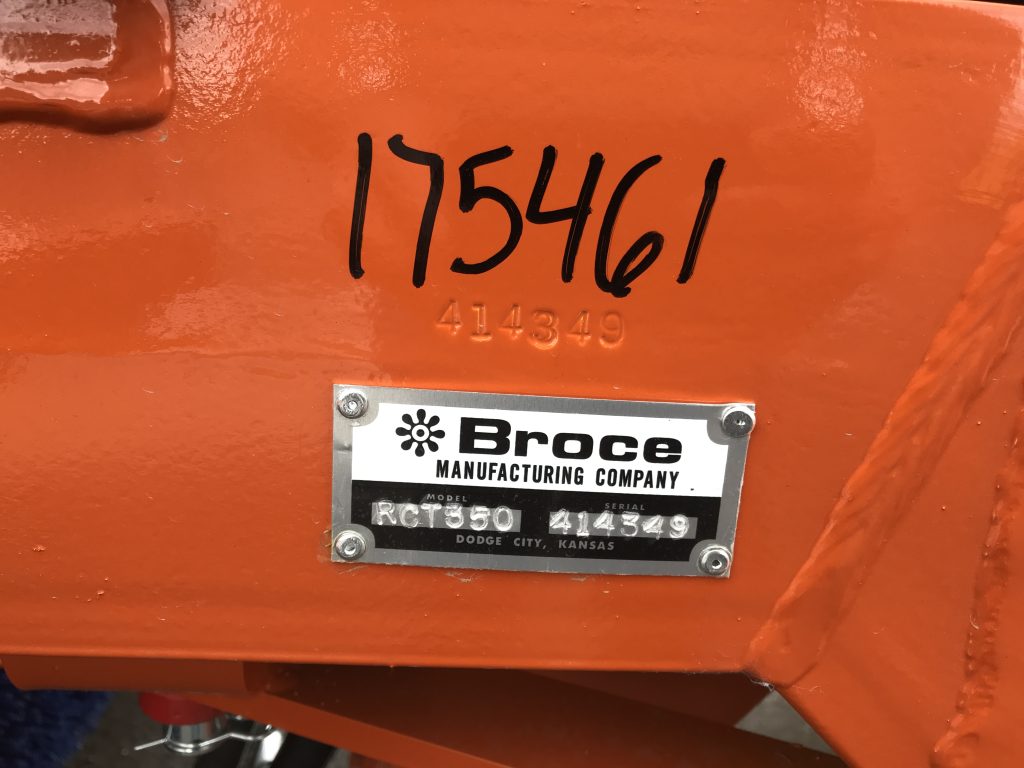 175461
414349
Broce
MANUFACTURING COMPANY
MODEL SERIAL
RCT350 414349
DODGE CITY, KANSAS